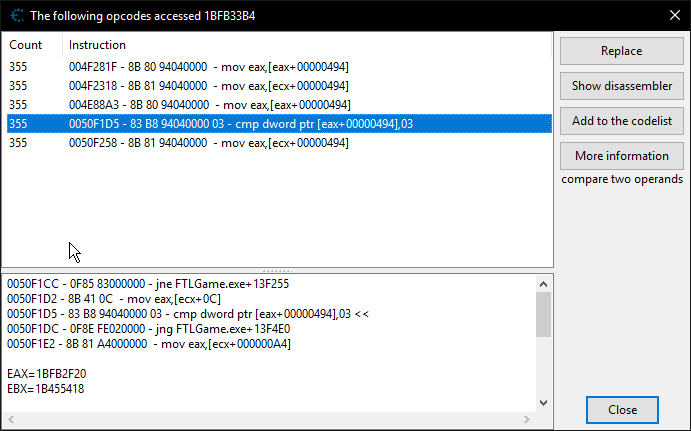 The following opcodes accessed 1BFB33B4
Count Instruction
355 004F281F - 8B 80 94040000 - mov eax,[eax+00000494]
355 004F2318 - 8B 81 94040000 - mov eax,[ecx+00000494]
355 004E88A3 - 8B 80 94040000 - mov eax,[eax+00000494]
355 0050F1D5 - 83 B8 94040000 03 - cmp dword ptr [eax+00000494],03
355 0050F258 - 8B 81 94040000 - mov eax,[ecx+00000494]
Replace
Show disassembler
Add to the codelist
More information
compare two operands
0050F1CC - 0F85 83000000 - jne FTLGame.exe+13F255
0050F1D2 - 8B 41 0C - mov eax,[ecx+0C]
0050F1D5 - 83 B8 94040000 03 - cmp dword ptr [eax+00000494],03 <<
0050F1DC - 0F8E FE020000 - jng FTLGame.exe+13F4E0
0050F1E2 - 8B 81 A4000000 - mov eax,[ecx+000000A4]
EAX=1BFB2F20
EBX=1B455418
Close